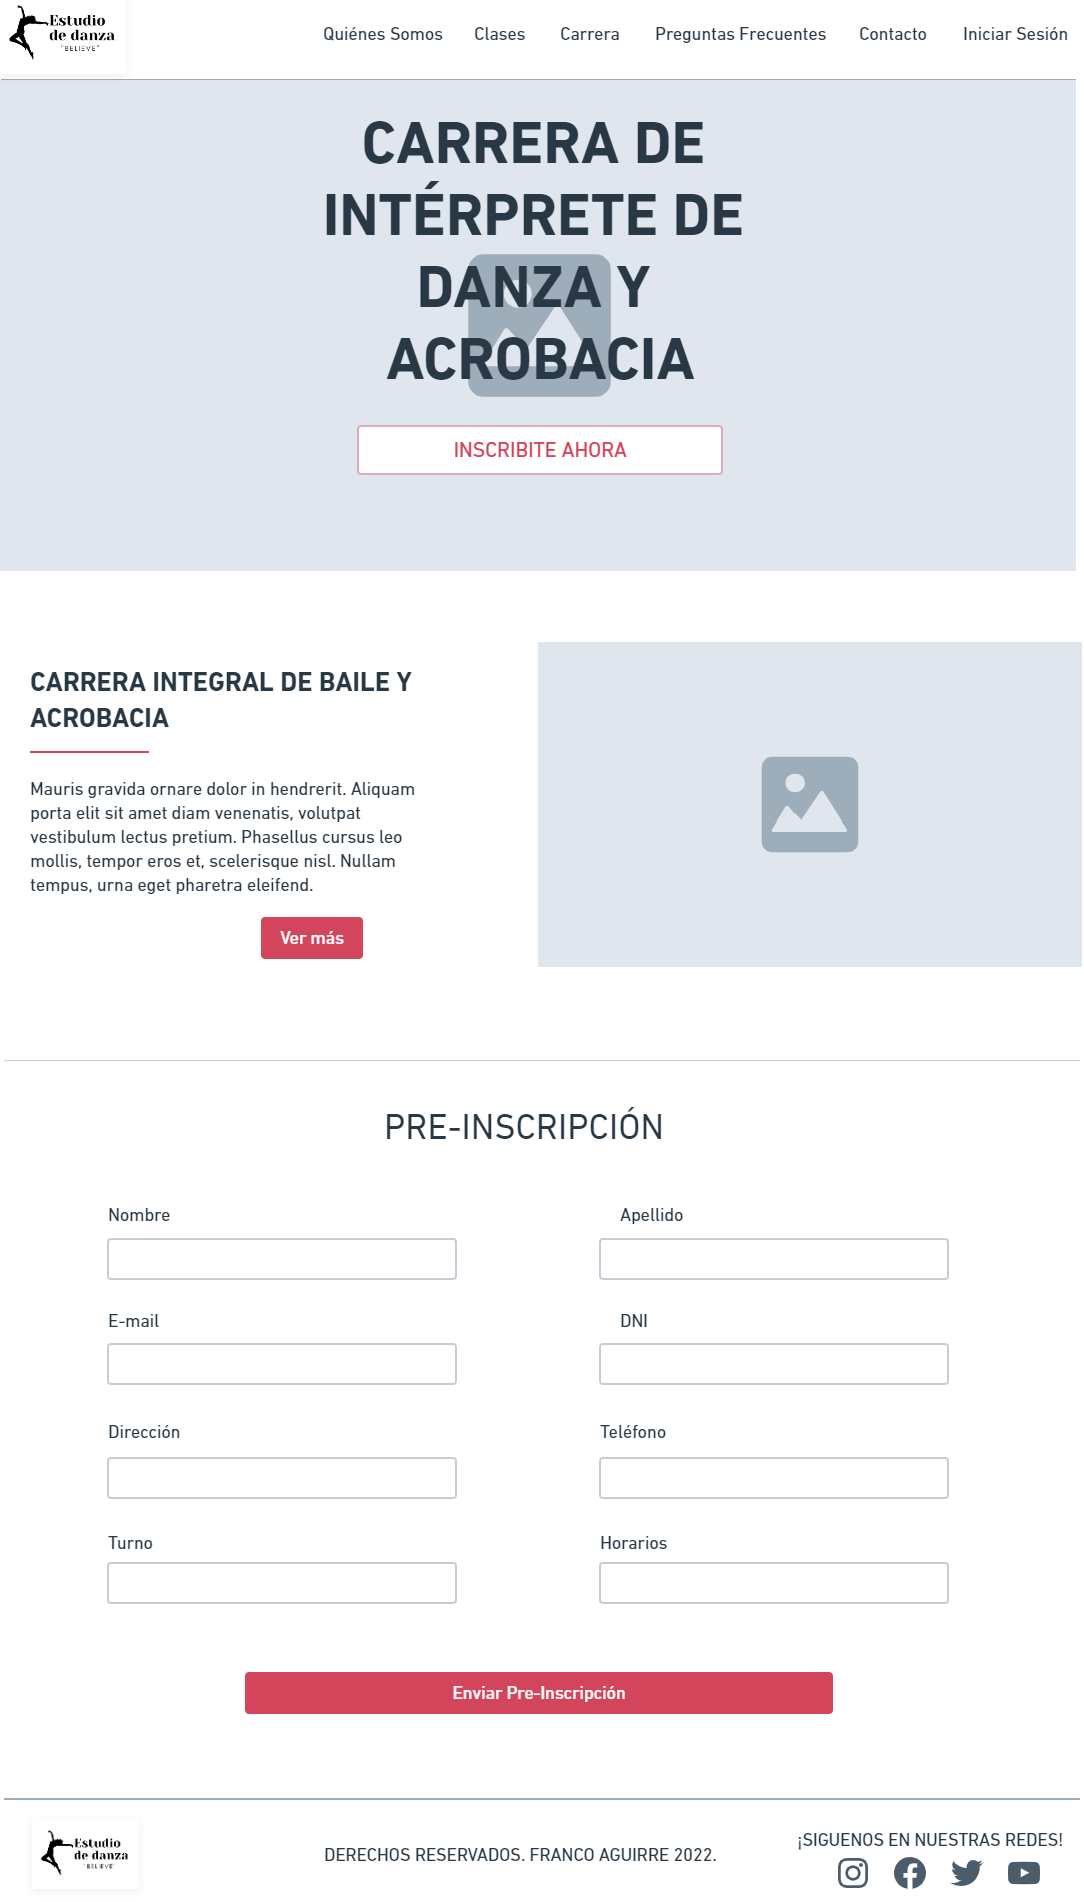 Estudio
de danza
"BELIEVE"
Quiénes Somos Clases Carrera Preguntas Frecuentes Contacto Iniciar Sesión
CARRERA DE
INTÉRPRETE DE
DANZA Y
ACROBACIA
INSCRIBITE AHORA
CARRERA INTEGRAL DE BAILE Y
ACROBACIA
Mauris gravida ornare dolor in hendrerit. Aliquam
porta elit sit amet diam venenatis, volutpat
vestibulum lectus pretium. Phasellus cursus leo
mollis, tempor eros et, scelerisque nisl. Nullam
tempus, urna eget pharetra eleifend.
Ver más
PRE-INSCRIPCIÓN
Nombre Apellido
E-mail DNI
Dirección Teléfono
Turno Horarios
Enviar Pre-Inscripción
Estudio
de danza
"BELIEVE"
DERECHOS RESERVADOS. FRANCO AGUIRRE 2022.
¡SIGUENOS EN NUESTRAS REDES!